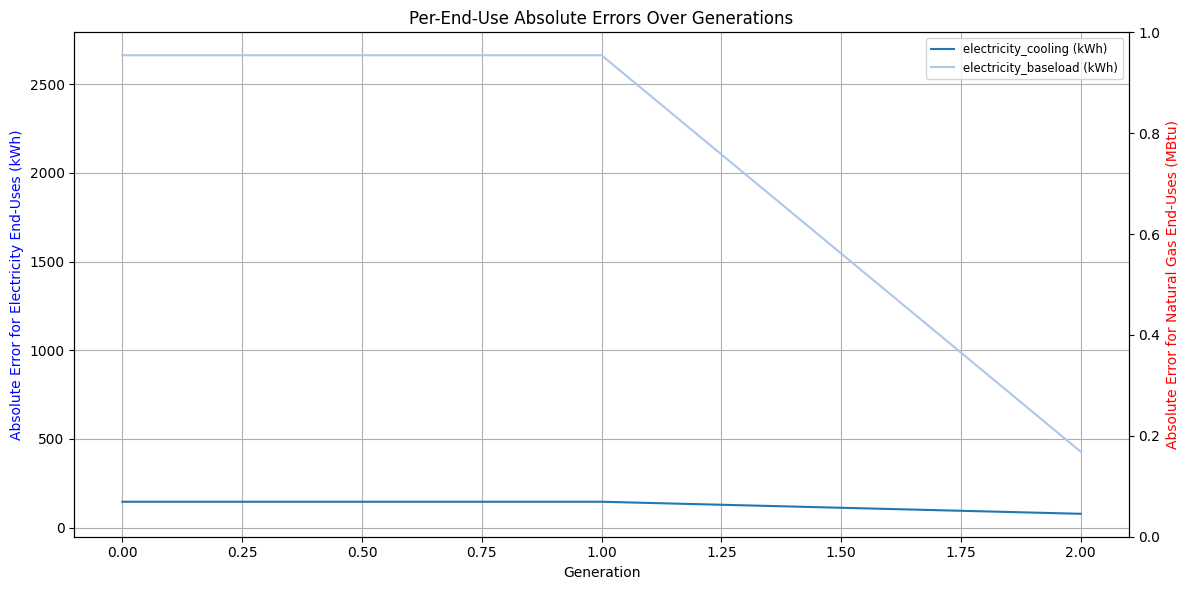 Per-End-Use Absolute Errors Over Generations
electricity_cooling (kWh)
electricity_baseload (kWh)
Absolute Error for Electricity End-Uses (kWh)
2500
2000
1500
1000
500
0
0.00 0.25 0.50 0.75 1.00 1.25 1.50 1.75 2.00
Generation
1.0
0.8
0.6
0.4
0.2
0.0
Absolute Error for Natural Gas End-Uses (MBtu)